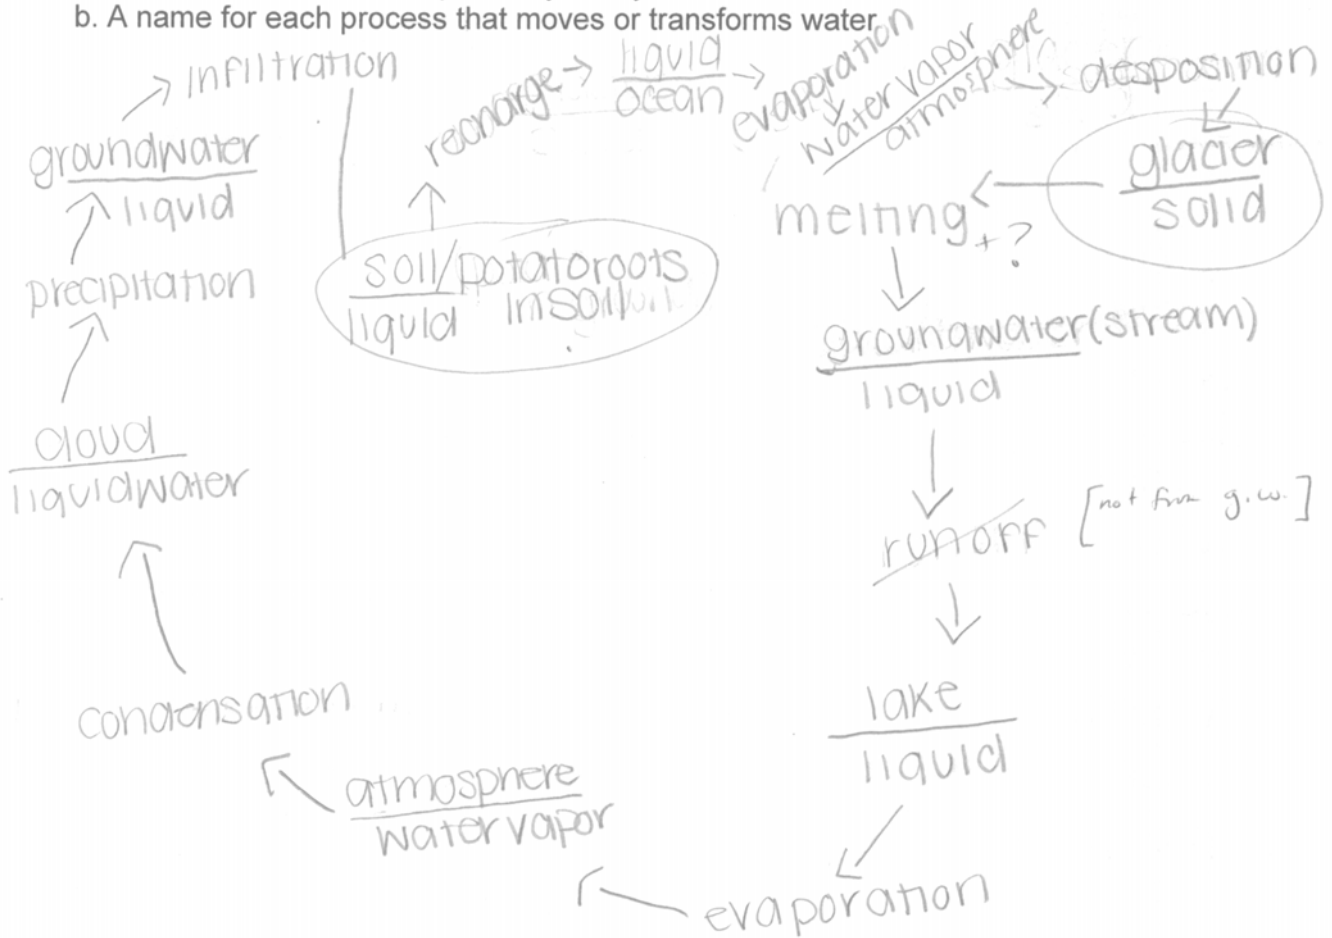 b. A name for each process that moves or transforms water
infiltration
groundwater
liquid
precipitation
cloud
liquid water
condensation
atmosphere
water vapor
evaporation
lake
liquid
runoff [not from g.w.]
groundwater (stream)
liquid
melting + ?
glacier
solid
desposition
water vapor
atmosphere
evaporation
liquid
ocean
recharge
soil/potato roots
liquid in soil